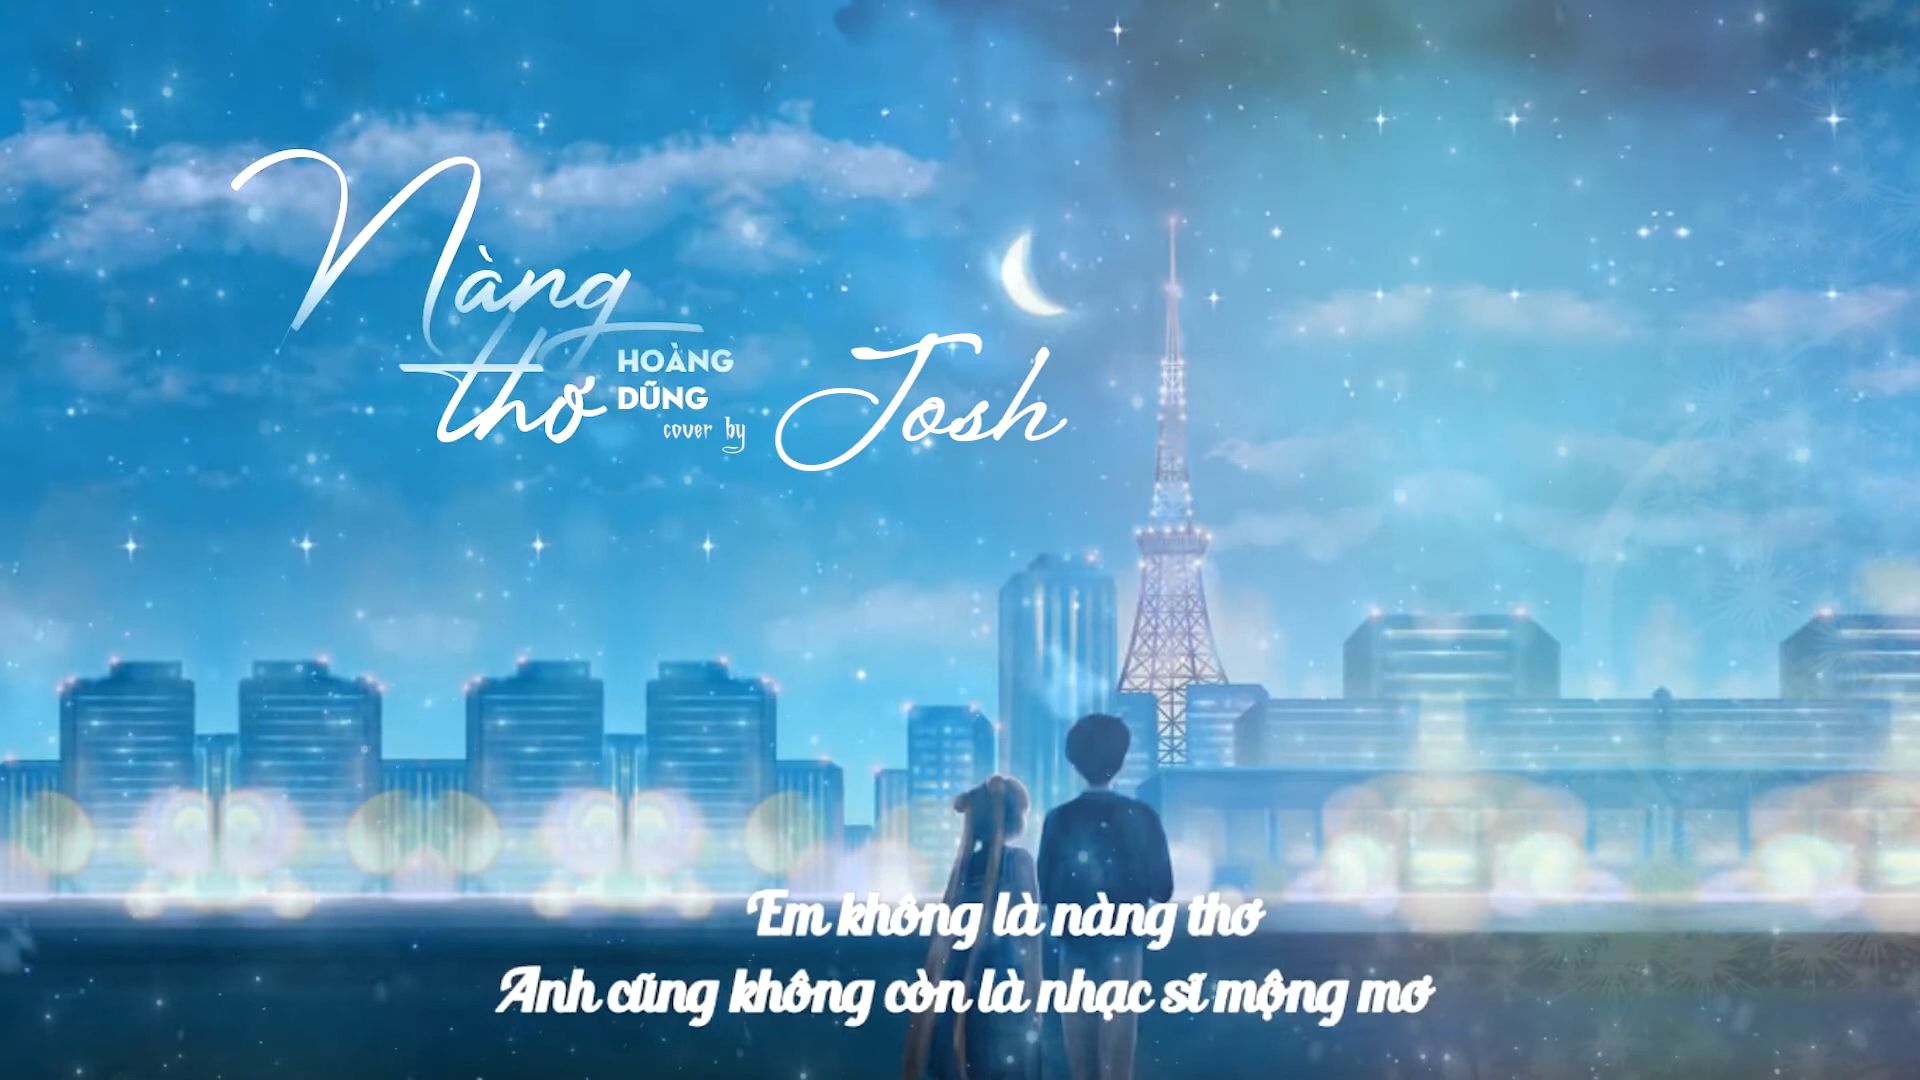 Nàng
thơ
HOÀNG
DŨNG
cover by
Josh
Em không là nàng thơ
Anh cũng không còn là nhạc sĩ mộng mơ